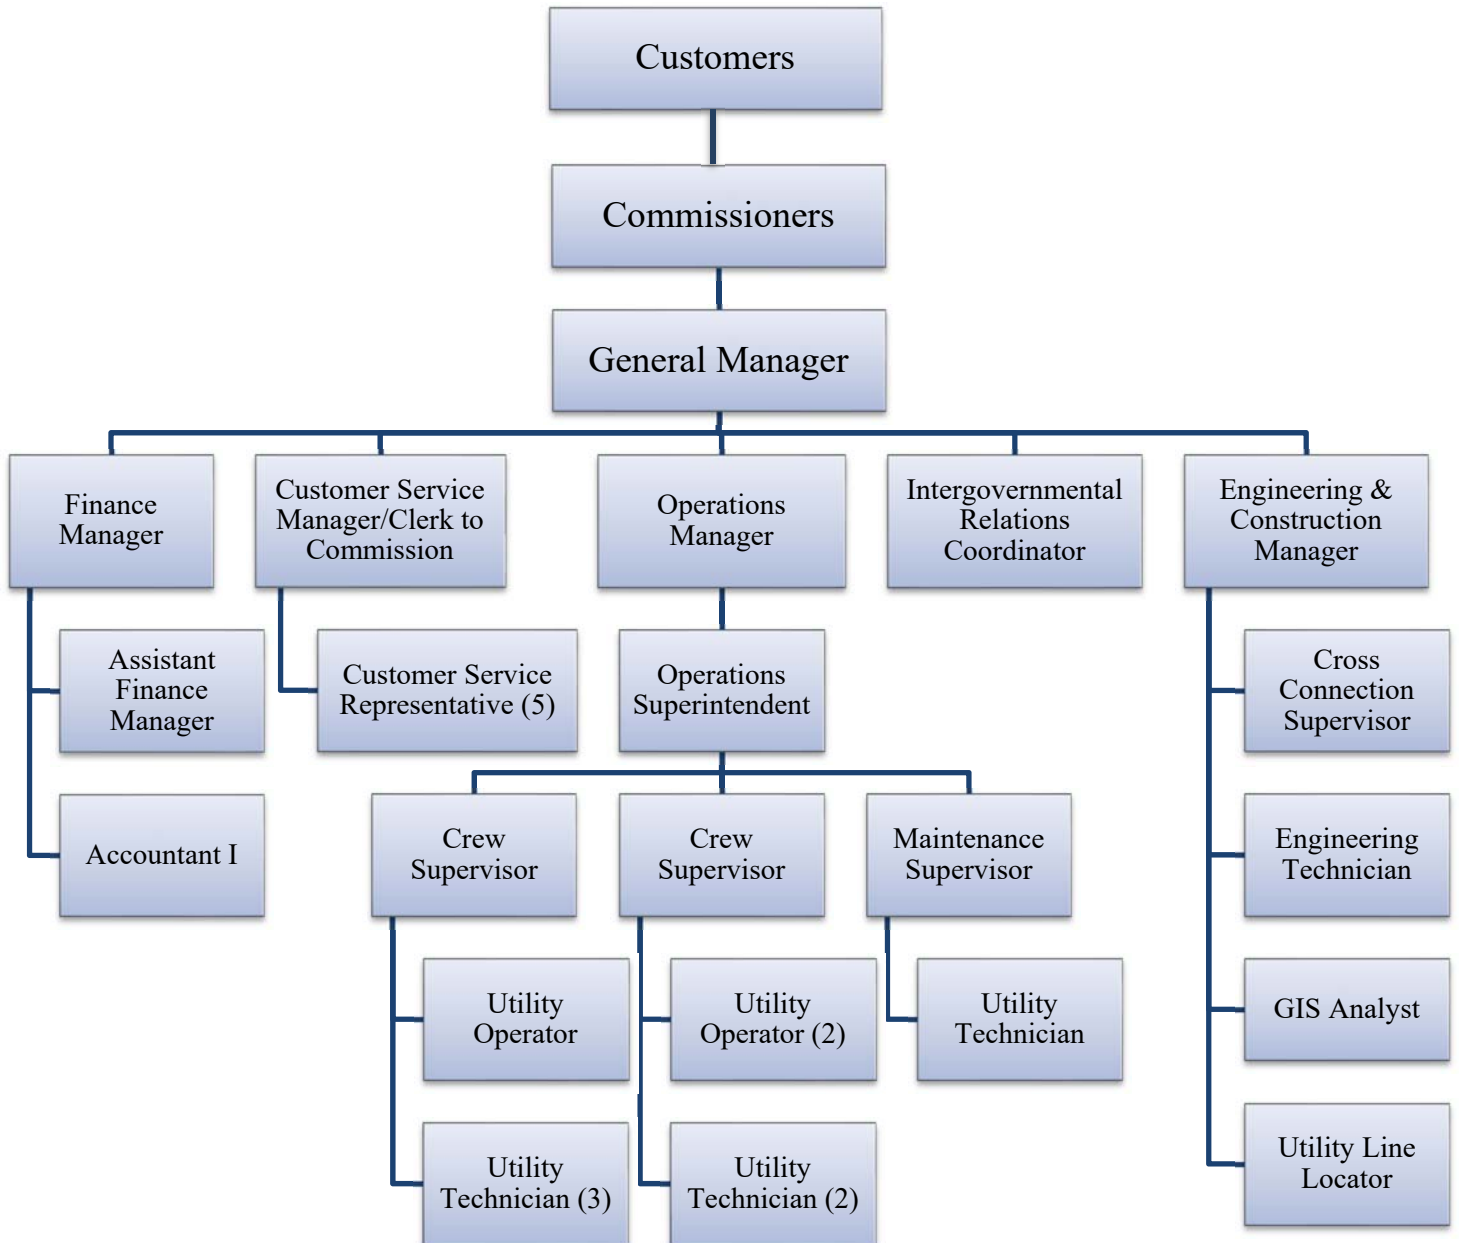 Customers
Commissioners
General Manager
Finance
Manager
Customer Service
Manager/Clerk to
Commission
Operations
Manager
Intergovernmental
Relations
Coordinator
Engineering &
Construction
Manager
Assistant
Finance
Manager
Customer Service
Representative (5)
Operations
Superintendent
Cross
Connection
Supervisor
Accountant I
Crew
Supervisor
Crew
Supervisor
Maintenance
Supervisor
Engineering
Technician
Utility
Operator
Utility
Operator (2)
Utility
Technician
GIS Analyst
Utility
Technician (3)
Utility
Technician (2)
Utility Line
Locator